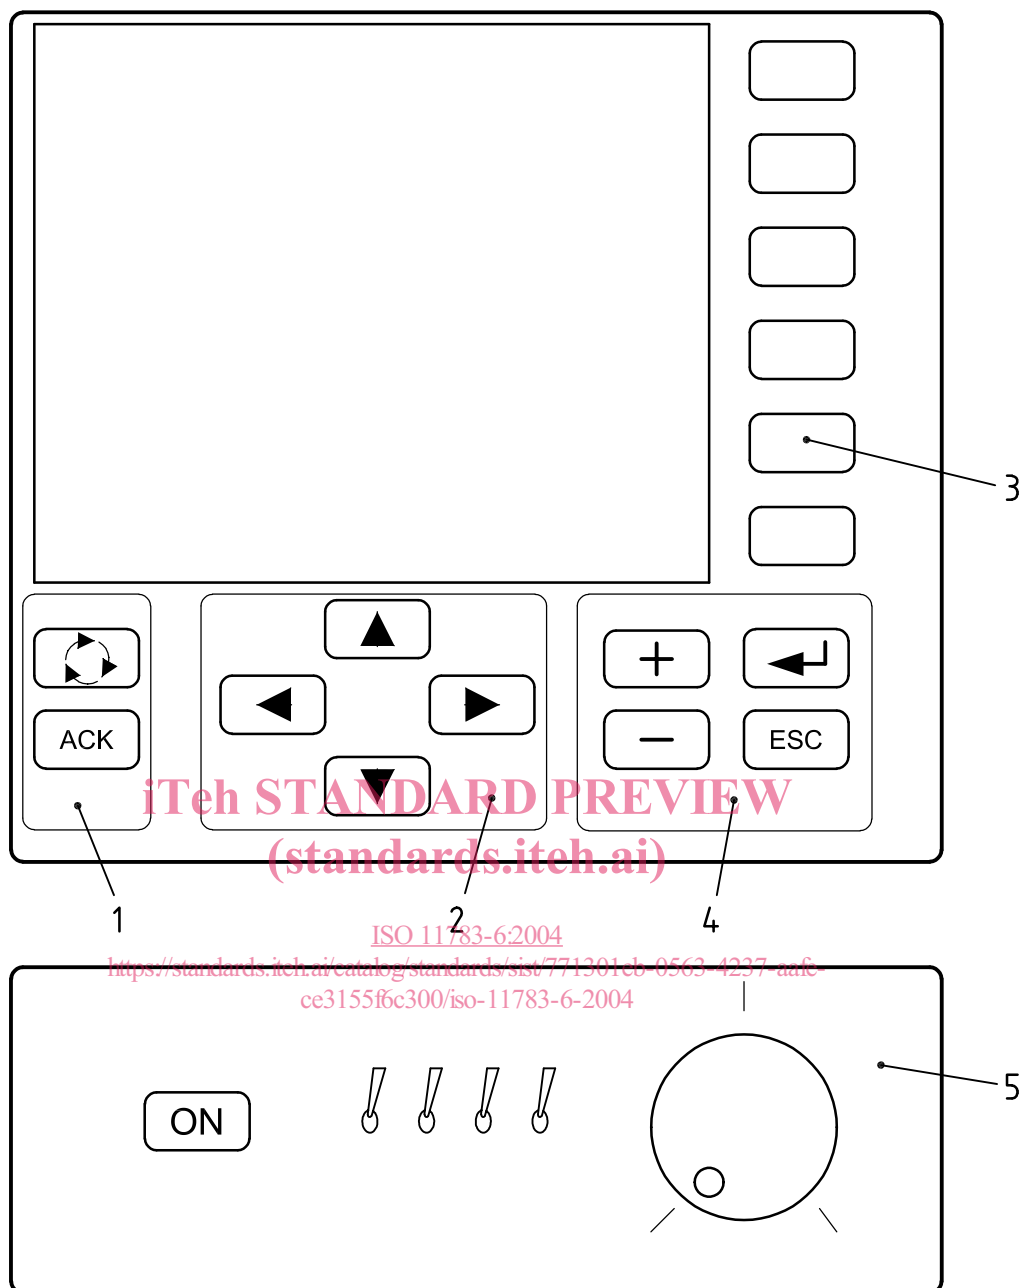 3
ACK
ESC
iTeh STANDARD PREVIEW
(standards.iteh.ai)
1
2
4
ISO 11783-6:2004
https://standards.iteh.ai/catalog/standards/sist/771301cb-0563-4237-aafe-
ce3155f6c300/iso-11783-6-2004
5
ON